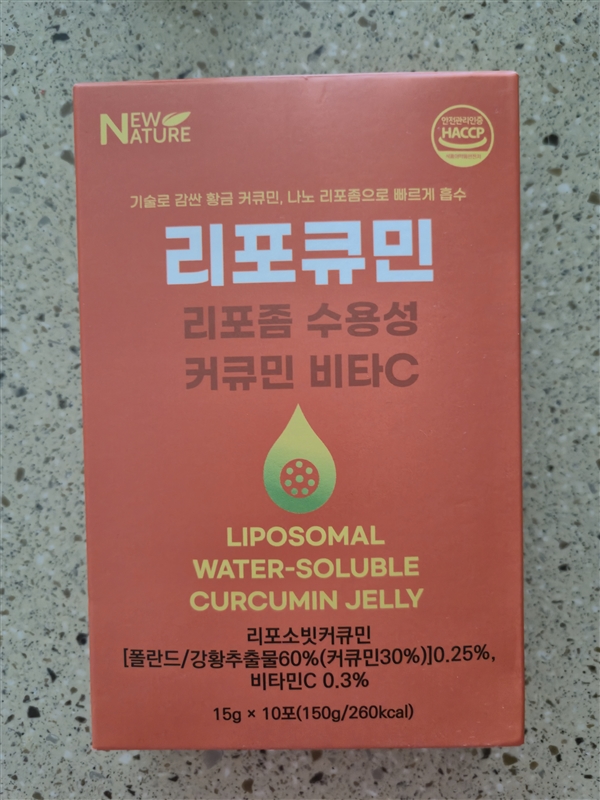 NEW
NATURE
안전관리인증
HACCP
기술로 감싼 황금 커큐민, 나노 리포좀으로 빠르게 흡수
리포큐민
리포좀 수용성
커큐민 비타C
LIPOSOMAL
WATER-SOLUBLE
CURCUMIN JELLY
리포소빗커큐민
[폴란드/강황추출물60%(커큐민30%)]0.25%,
비타민C 0.3%
15g × 10포(150g/260kcal)